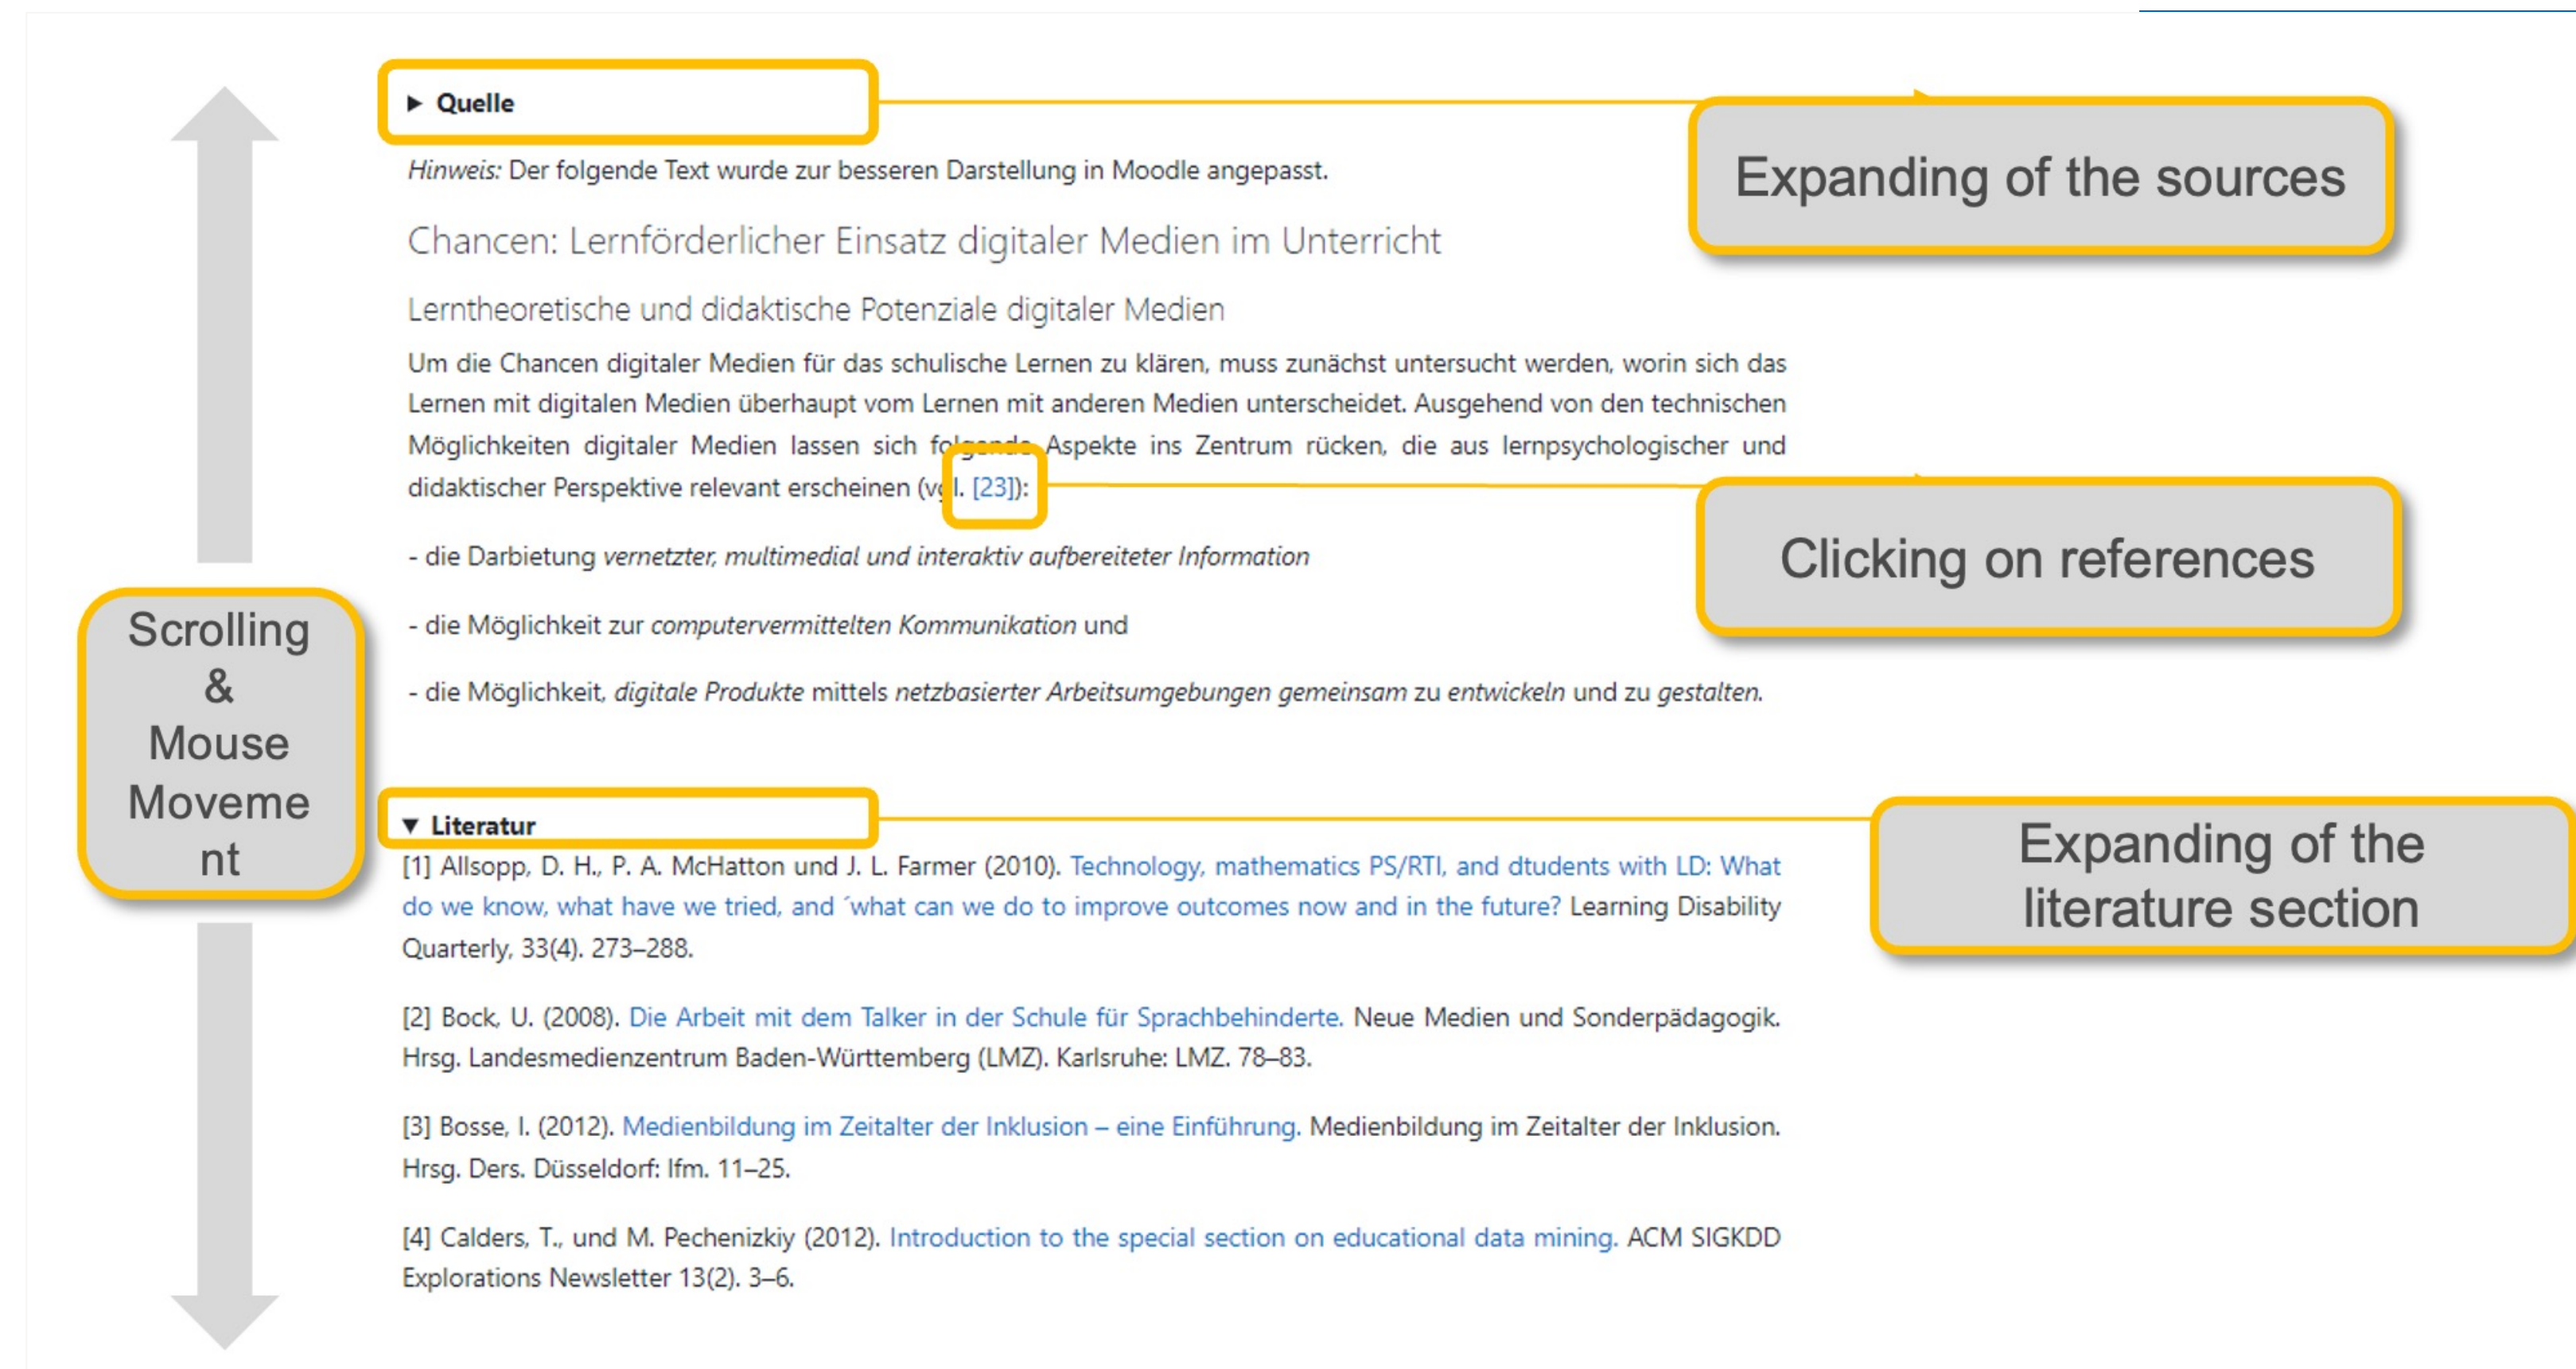 ▶ Quelle
Expanding of the sources
Hinweis: Der folgende Text wurde zur besseren Darstellung in Moodle angepasst.
Chancen: Lernförderlicher Einsatz digitaler Medien im Unterricht
Lerntheoretische und didaktische Potenziale digitaler Medien
Um die Chancen digitaler Medien für das schulische Lernen zu klären, muss zunächst untersucht werden, worin sich das
Lernen mit digitalen Medien überhaupt vom Lernen mit anderen Medien unterscheidet. Ausgehend von den technischen
Möglichkeiten digitaler Medien lassen sich folgende Aspekte ins Zentrum rücken, die aus lernpsychologischer und
didaktischer Perspektive relevant erscheinen (vgl. [23]):
Clicking on references
- die Darbietung vernetzter, multimedial und interaktiv aufbereiteter Information
- die Möglichkeit zur computervermittelten Kommunikation und
- die Möglichkeit, digitale Produkte mittels netzbasierter Arbeitsumgebungen gemeinsam zu entwickeln und zu gestalten.
Scrolling
&
Mouse
Moveme
nt
▼ Literatur
Expanding of the
literature section
[1] Allsopp, D. H., P. A. McHatton und J. L. Farmer (2010). Technology, mathematics PS/RTI, and dtudents with LD: What
do we know, what have we tried, and ´what can we do to improve outcomes now and in the future? Learning Disability
Quarterly, 33(4). 273–288.
[2] Bock, U. (2008). Die Arbeit mit dem Talker in der Schule für Sprachbehinderte. Neue Medien und Sonderpädagogik.
Hrsg. Landesmedienzentrum Baden-Württemberg (LMZ). Karlsruhe: LMZ. 78–83.
[3] Bosse, I. (2012). Medienbildung im Zeitalter der Inklusion – eine Einführung. Medienbildung im Zeitalter der Inklusion.
Hrsg. Ders. Düsseldorf: lfm. 11–25.
[4] Calders, T., und M. Pechenizkiy (2012). Introduction to the special section on educational data mining. ACM SIGKDD
Explorations Newsletter 13(2). 3–6.